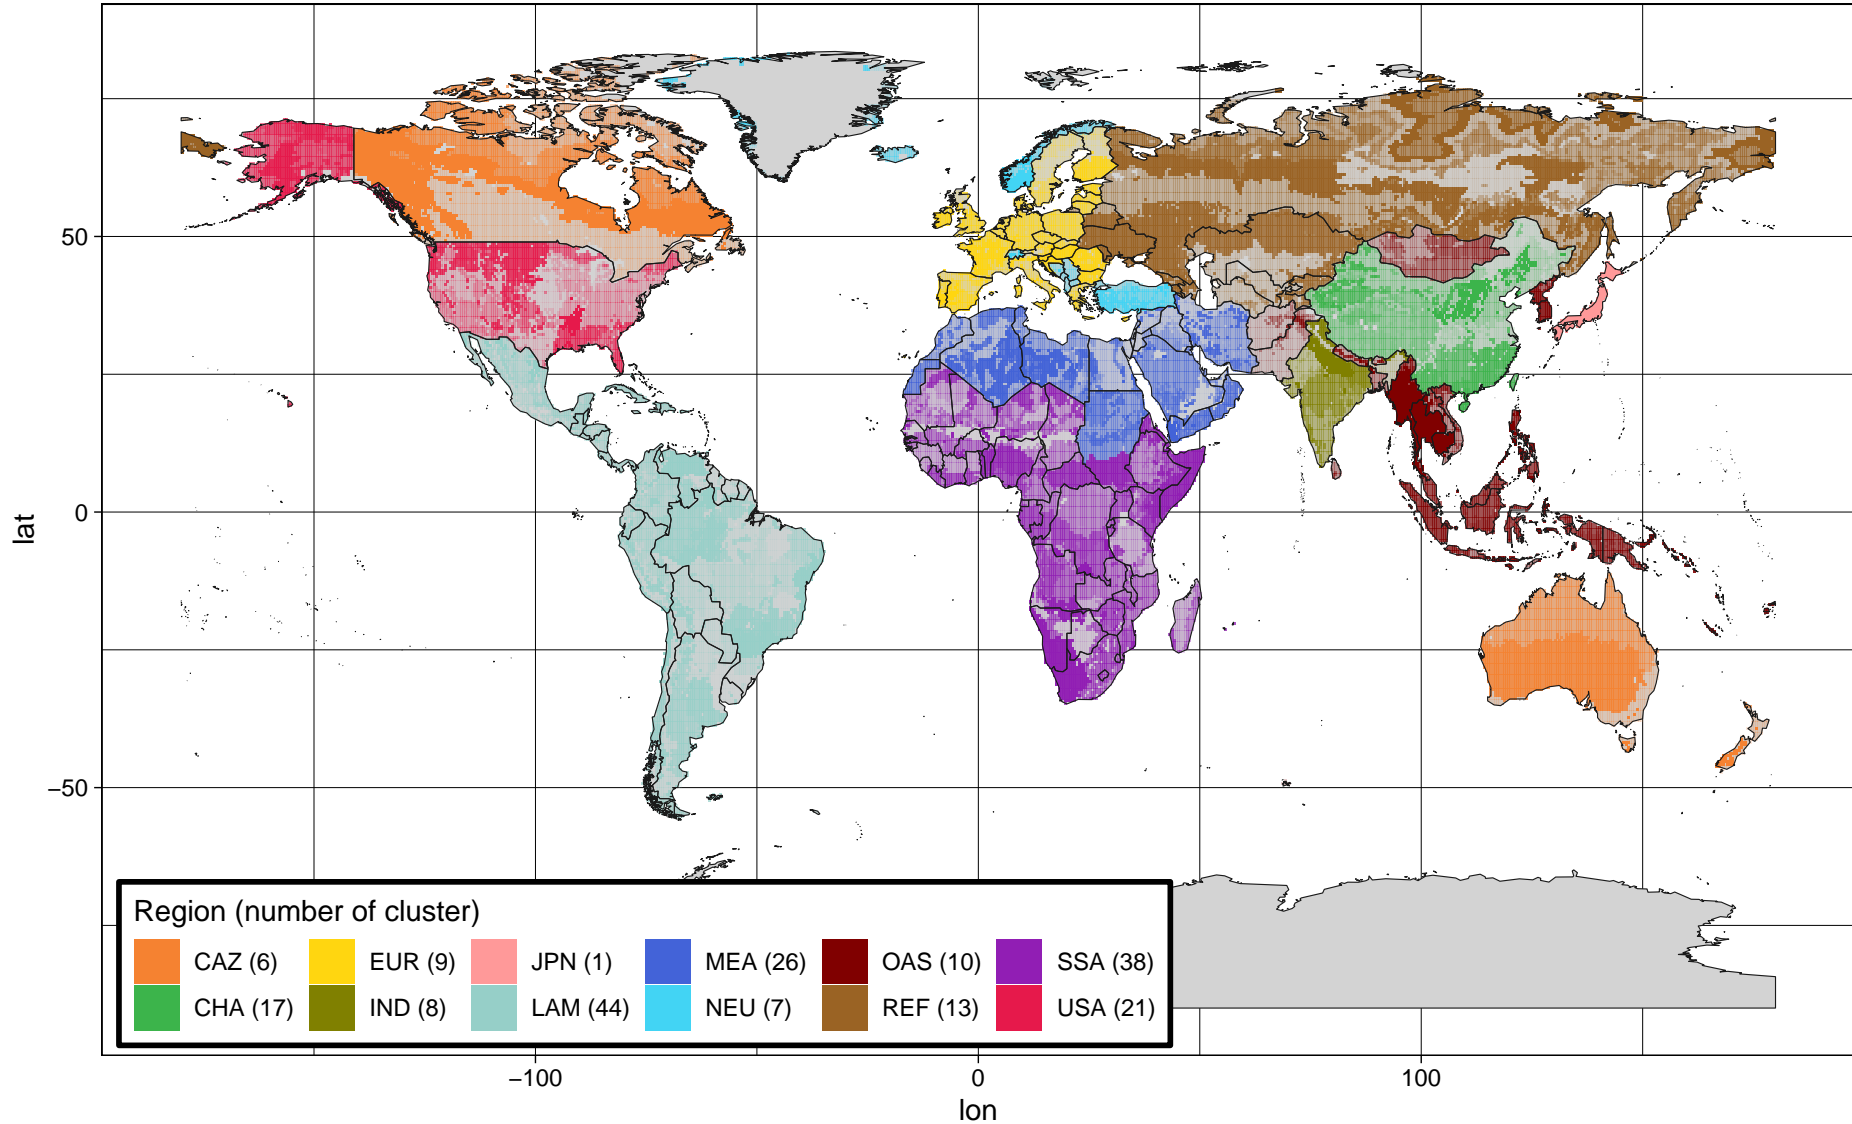 50
0
−50
lat
Region (number of cluster)
CAZ (6) EUR (9) JPN (1) MEA (26) OAS (10) SSA (38)
CHA (17) IND (8) LAM (44) NEU (7) REF (13) USA (21)
−100 0 100
lon